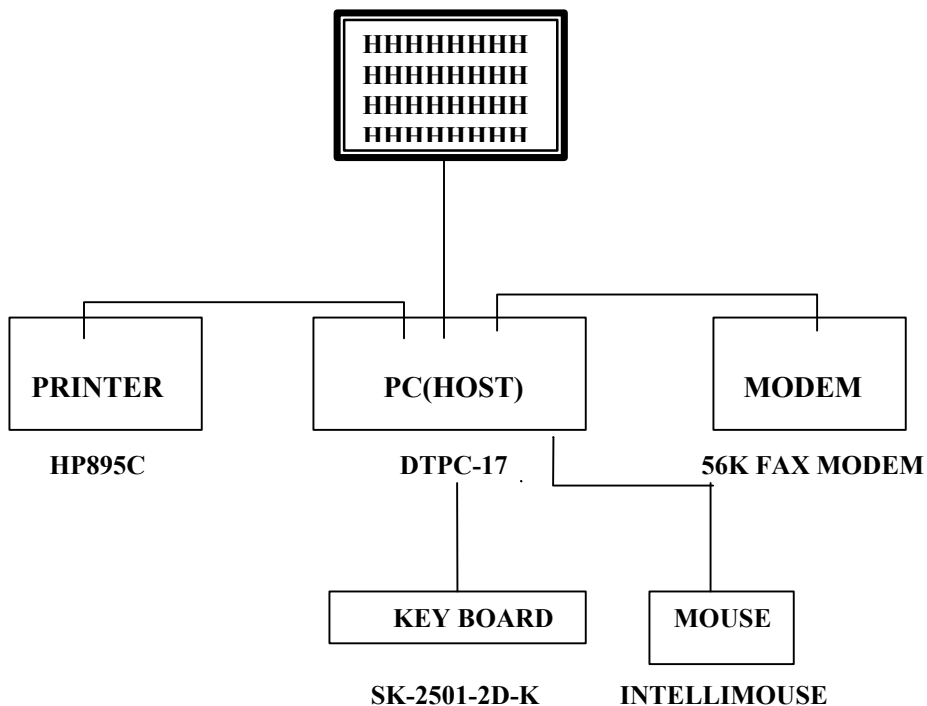 HHHHHHHH
HHHHHHHH
HHHHHHHH
HHHHHHHH
PRINTER
PC(HOST)
MODEM
HP895C
DTPC-17
56K FAX MODEM
KEY BOARD
MOUSE
SK-2501-2D-K
INTELLIMOUSE